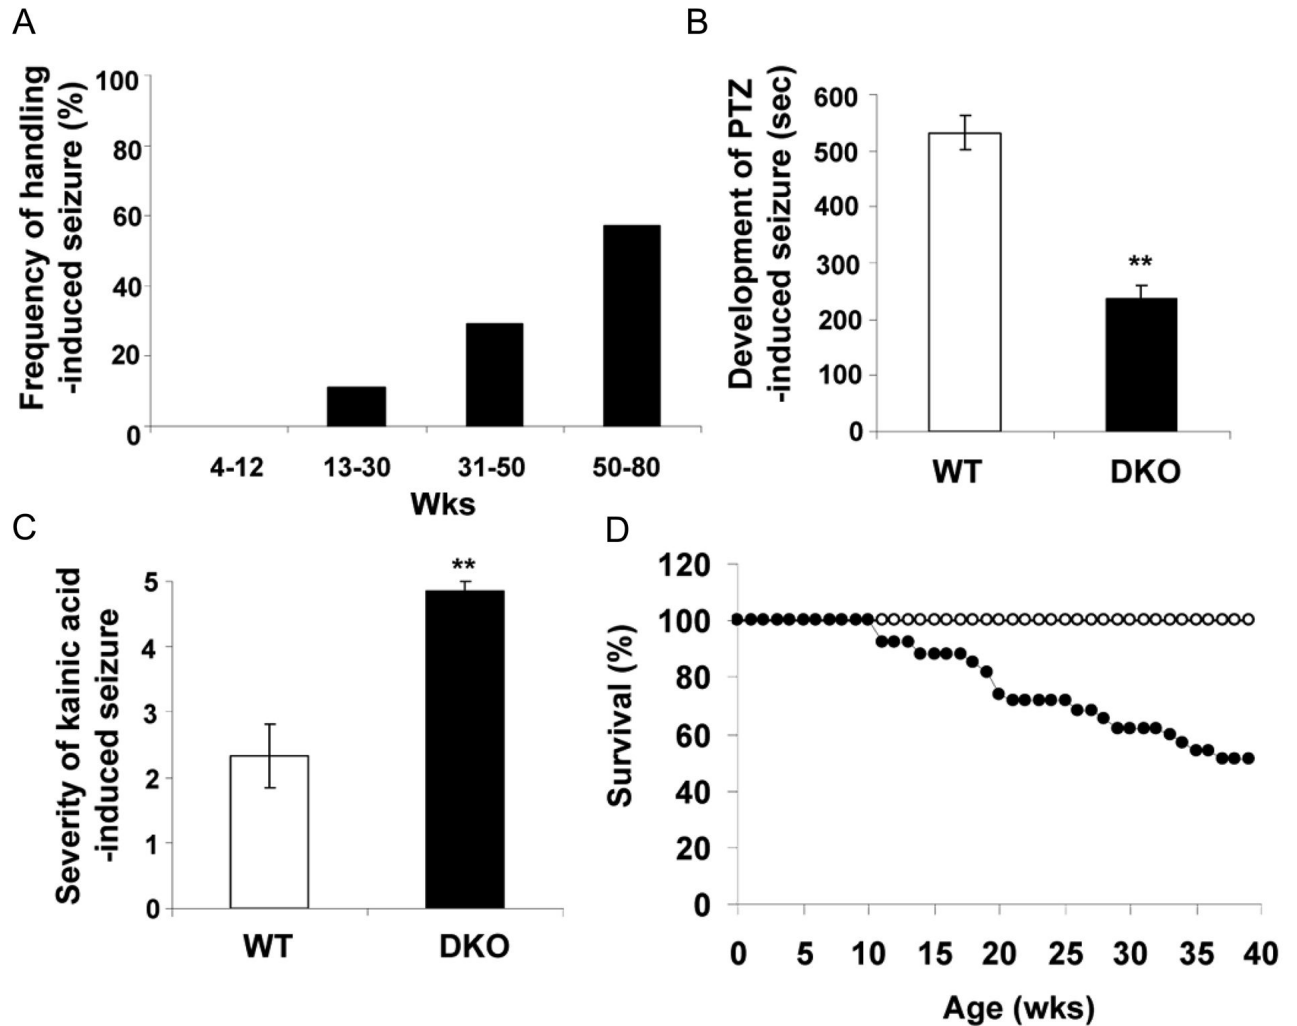 A
Frequency of handling
-induced seizure (%)
100
80
60
40
20
0
4-12 13-30 31-50 50-80
Wks
B
Development of PTZ
-induced seizure (sec)
600
500
400
300
200
100
0
**
WT DKO
C
Severity of kainic acid
-induced seizure
5
4
3
2
1
0
**
WT DKO
D
Survival (%)
120
100
80
60
40
20
0
0 5 10 15 20 25 30 35 40
Age (wks)